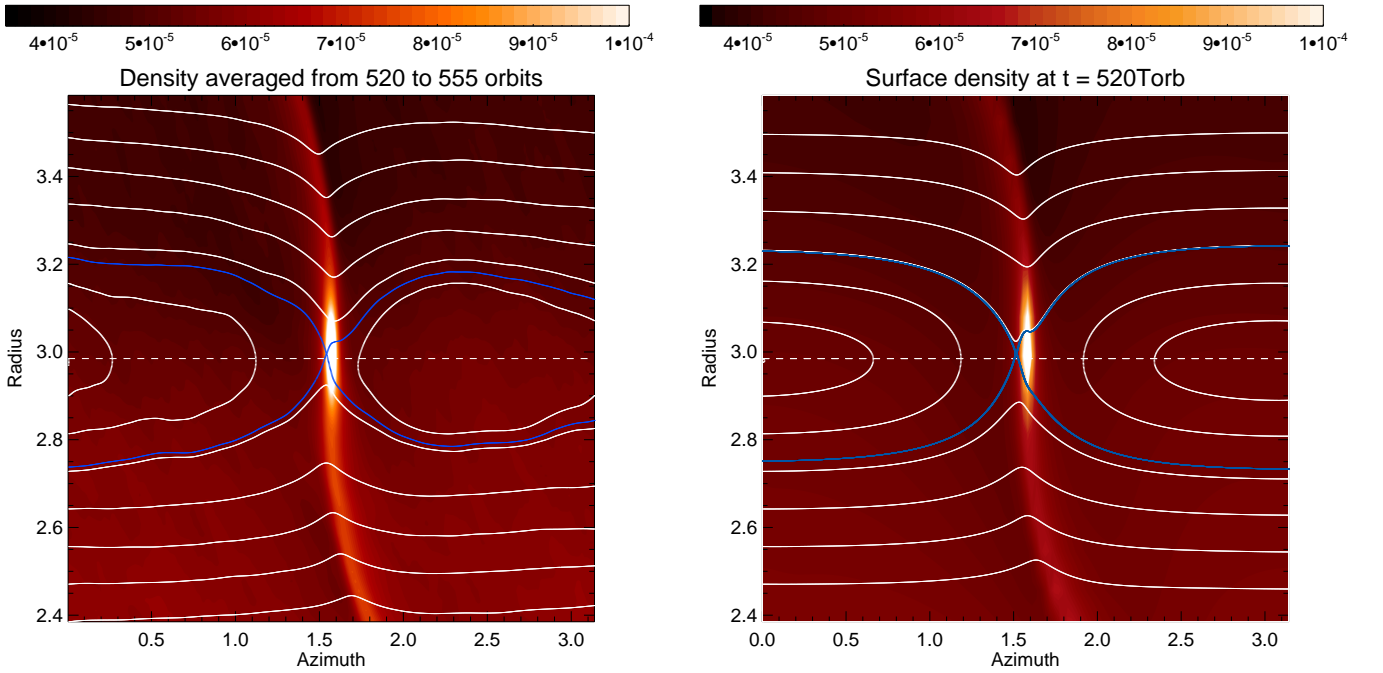 4•10⁻⁵ 5•10⁻⁵ 6•10⁻⁵ 7•10⁻⁵ 8•10⁻⁵ 9•10⁻⁵ 1•10⁻⁴
Density averaged from 520 to 555 orbits
Radius
3.4
3.2
3.0
2.8
2.6
2.4
0.5 1.0 1.5 2.0 2.5 3.0
Azimuth
4•10⁻⁵ 5•10⁻⁵ 6•10⁻⁵ 7•10⁻⁵ 8•10⁻⁵ 9•10⁻⁵ 1•10⁻⁴
Surface density at t = 520Torb
Radius
3.4
3.2
3.0
2.8
2.6
2.4
0.0 0.5 1.0 1.5 2.0 2.5 3.0
Azimuth